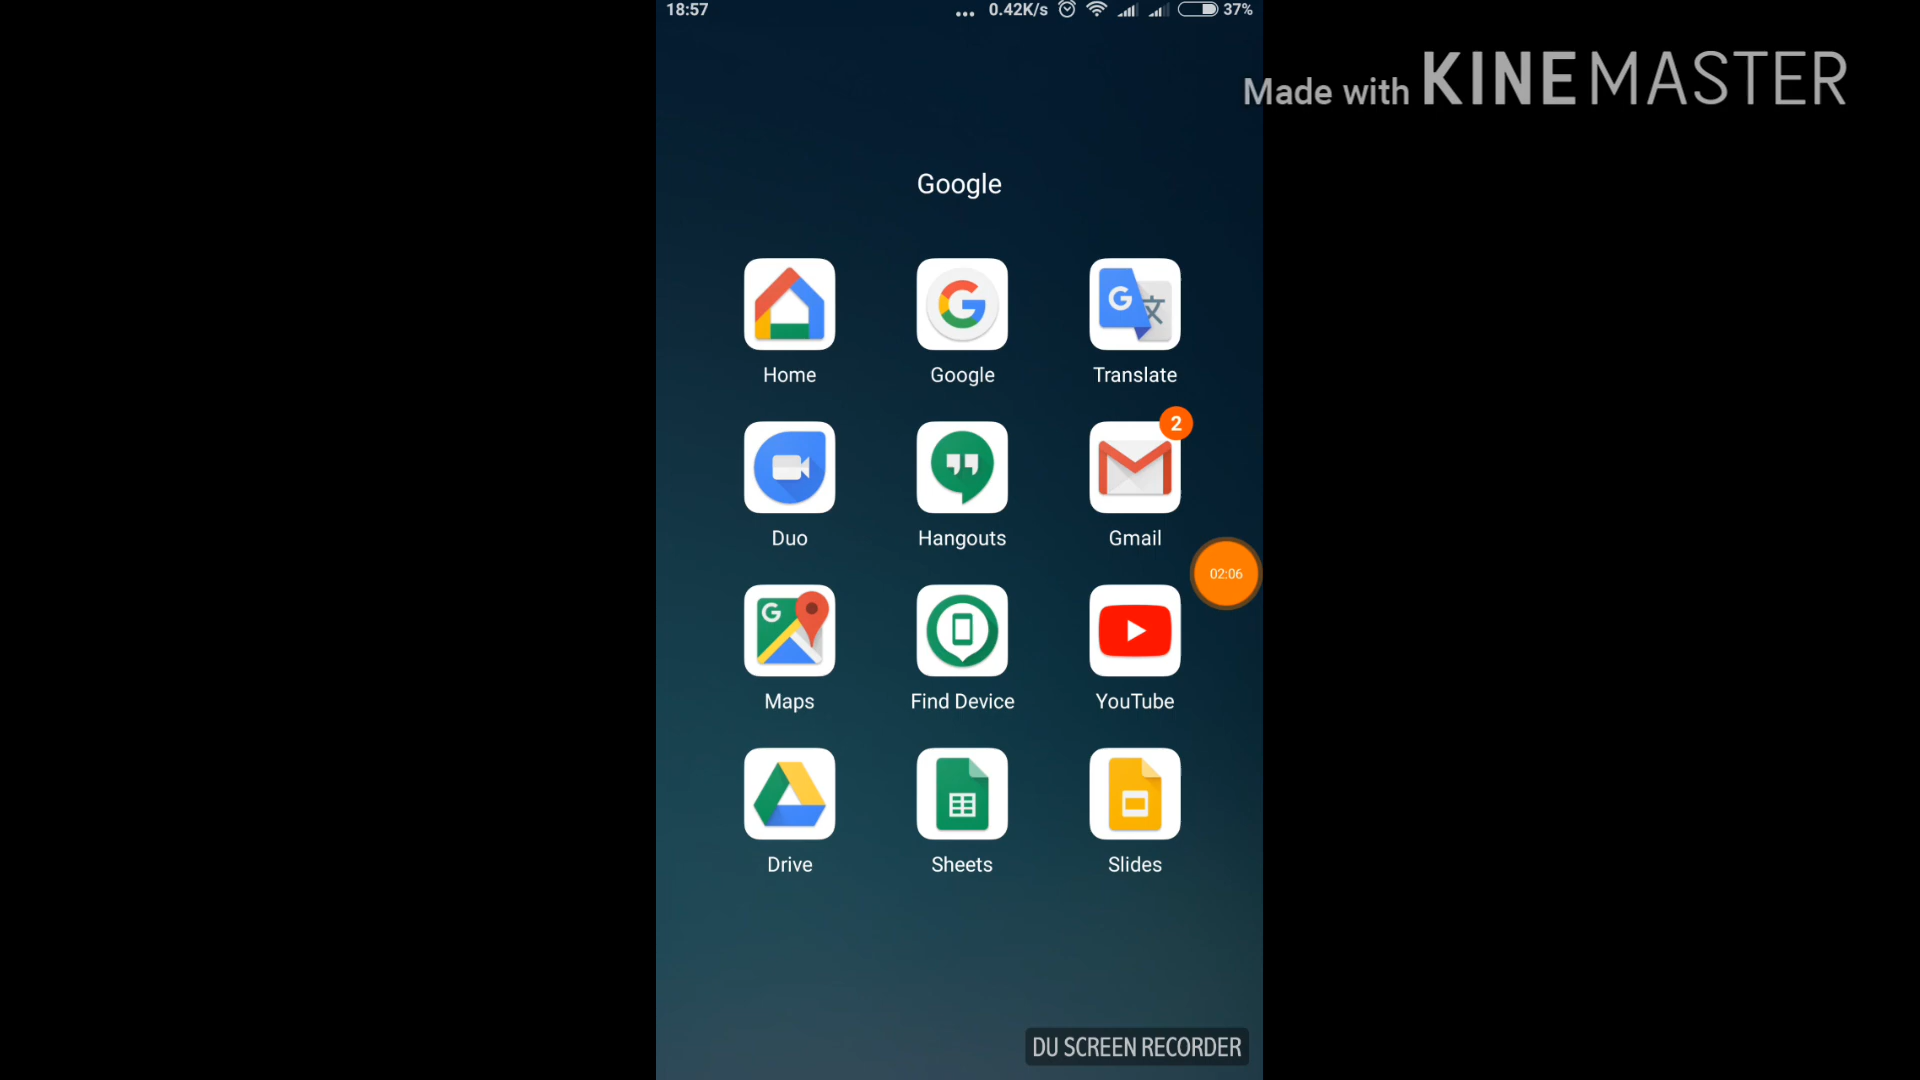 18:57 ... 0.42K/s 37%
Made with KINEMASTER
Google
Home Google Translate
2
Duo Hangouts Gmail
02:06
Maps Find Device YouTube
Drive Sheets Slides
DU SCREEN RECORDER